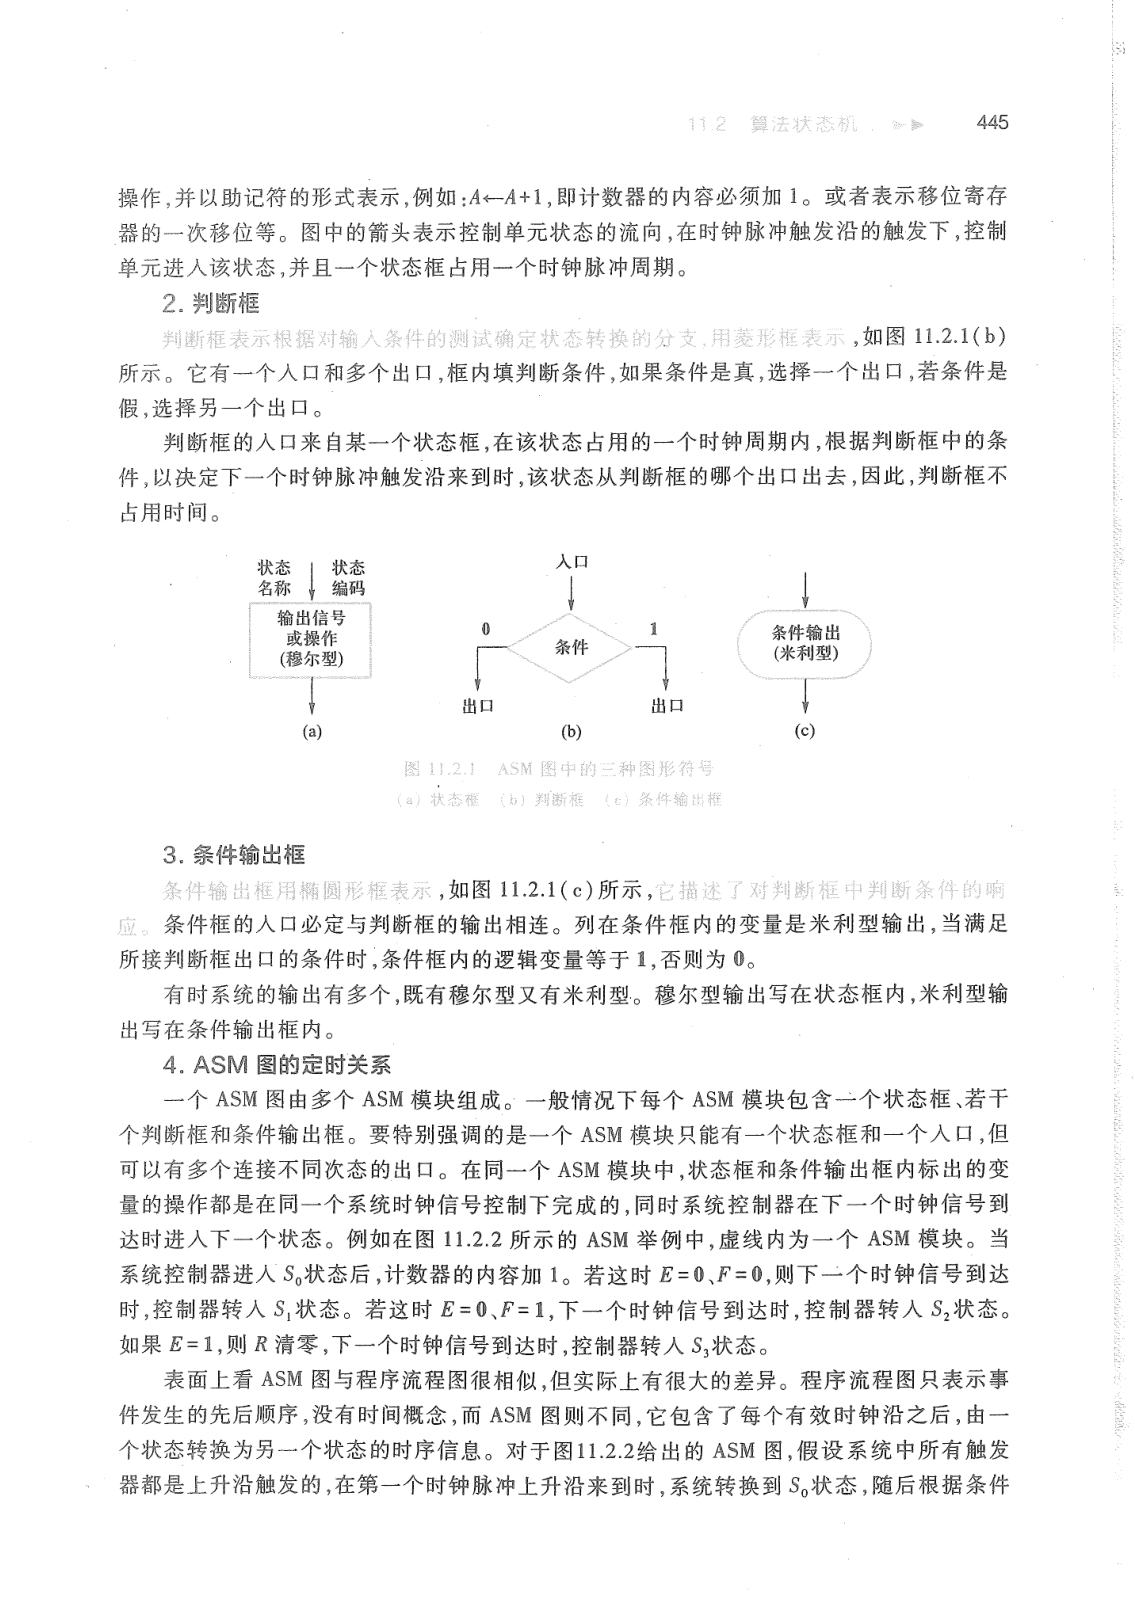 11.2 算法状态机 445
操作,并以助记符的形式表示,例如:A←A+1,即计数器的内容必须加 1。或者表示移位寄存
器的一次移位等。图中的箭头表示控制单元状态的流向,在时钟脉冲触发沿的触发下,控制
单元进入该状态,并且一个状态框占用一个时钟脉冲周期。
2. 判断框
判断框表示根据对输入条件的测试确定状态转换的分支,用菱形框表示,如图 11.2.1(b)
所示。它有一个入口和多个出口,框内填判断条件,如果条件是真,选择一个出口,若条件是
假,选择另一个出口。
判断框的入口来自某一个状态框,在该状态占用的一个时钟周期内,根据判断框中的条
件,以决定下一个时钟脉冲触发沿来到时,该状态从判断框的哪个出口出去,因此,判断框不
占用时间。
状态
名称
状态
编码
输出信号
或操作
(穆尔型)
(a)
入口
0
条件
1
出口
出口
(b)
条件输出
(米利型)
(c)
图 11.2.1 ASM 图中的三种图形符号
(a) 状态框 (b) 判断框 (c) 条件输出框
3. 条件输出框
条件输出框用椭圆形框表示,如图 11.2.1(c)所示,它描述了对判断框中判断条件的响
应。条件框的入口必定与判断框的输出相连。列在条件框内的变量是米利型输出,当满足
所接判断框出口的条件时,条件框内的逻辑变量等于 1,否则为 0。
有时系统的输出有多个,既有穆尔型又有米利型。穆尔型输出写在状态框内,米利型输
出写在条件输出框内。
4. ASM 图的定时关系
一个 ASM 图由多个 ASM 模块组成。一般情况下每个 ASM 模块包含一个状态框、若干
个判断框和条件输出框。要特别强调的是一个 ASM 模块只能有一个状态框和一个入口,但
可以有多个连接不同次态的出口。在同一个 ASM 模块中,状态框和条件输出框内标出的变
量的操作都是在同一个系统时钟信号控制下完成的,同时系统控制器在下一个时钟信号到
达时进入下一个状态。例如在图 11.2.2 所示的 ASM 举例中,虚线内为一个 ASM 模块。当
系统控制器进入 S₀状态后,计数器的内容加 1。若这时 E=0、F=0,则下一个时钟信号到达
时,控制器转入 S₁状态。若这时 E=0、F=1,下一个时钟信号到达时,控制器转入 S₂状态。
如果 E=1,则 R 清零,下一个时钟信号到达时,控制器转入 S₃状态。
表面上看 ASM 图与程序流程图很相似,但实际上有很大的差异。程序流程图只表示事
件发生的先后顺序,没有时间概念,而 ASM 图则不同,它包含了每个有效时钟沿之后,由一
个状态转换为另一个状态的时序信息。对于图11.2.2给出的 ASM 图,假设系统中所有触发
器都是上升沿触发的,在第一个时钟脉冲上升沿来到时,系统转换到 S₀状态,随后根据条件